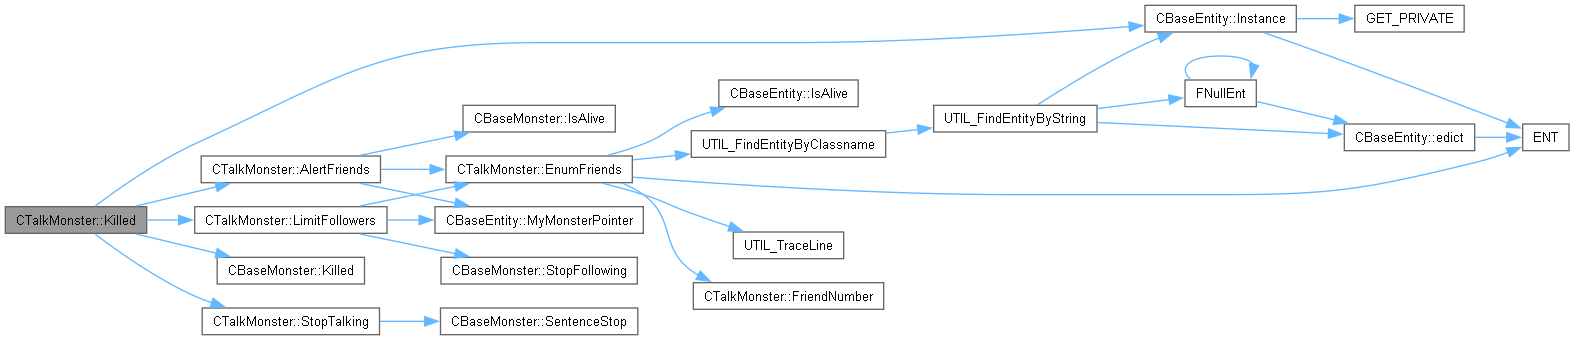 CTalkMonster::Killed
CTalkMonster::AlertFriends
CTalkMonster::LimitFollowers
CBaseMonster::Killed
CTalkMonster::StopTalking
CBaseMonster::IsAlive
CTalkMonster::EnumFriends
CBaseEntity::MyMonsterPointer
CBaseMonster::StopFollowing
CBaseMonster::SentenceStop
CBaseEntity::IsAlive
UTIL_FindEntityByClassname
UTIL_TraceLine
CTalkMonster::FriendNumber
UTIL_FindEntityByString
CBaseEntity::Instance
FNullEnt
GET_PRIVATE
CBaseEntity::edict
ENT